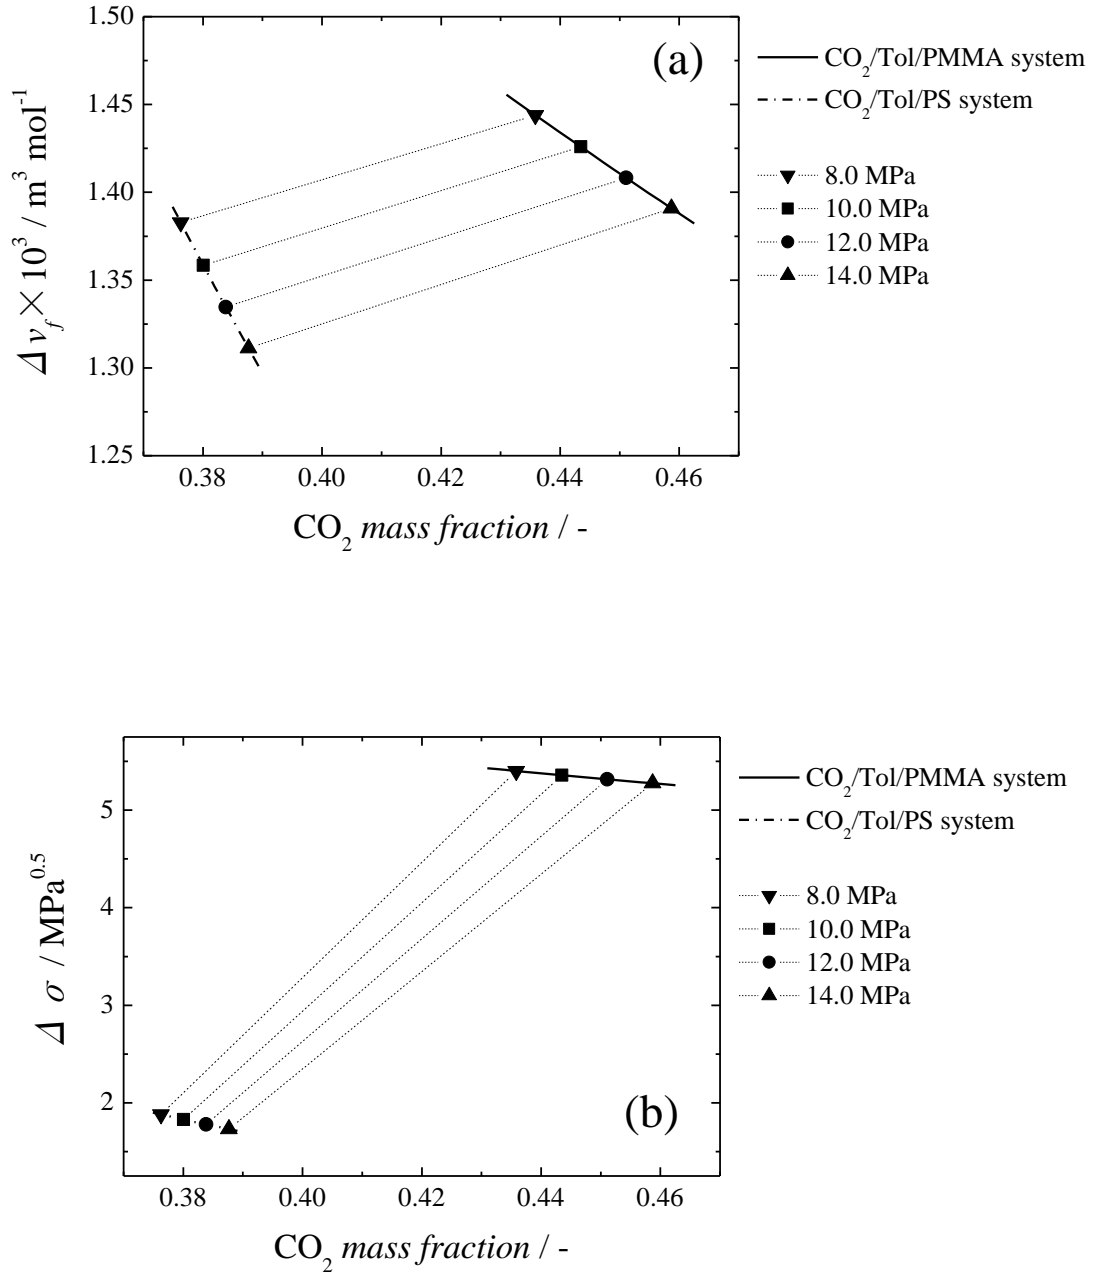 (a)
1.50
1.45
1.40
1.35
1.30
1.25
Δv_f × 10³ / m³ mol⁻¹
0.38 0.40 0.42 0.44 0.46
CO₂ mass fraction / -
CO₂/Tol/PMMA system
CO₂/Tol/PS system
8.0 MPa
10.0 MPa
12.0 MPa
14.0 MPa
(b)
5
4
3
2
Δ σ / MPa⁰·⁵
0.38 0.40 0.42 0.44 0.46
CO₂ mass fraction / -
CO₂/Tol/PMMA system
CO₂/Tol/PS system
8.0 MPa
10.0 MPa
12.0 MPa
14.0 MPa